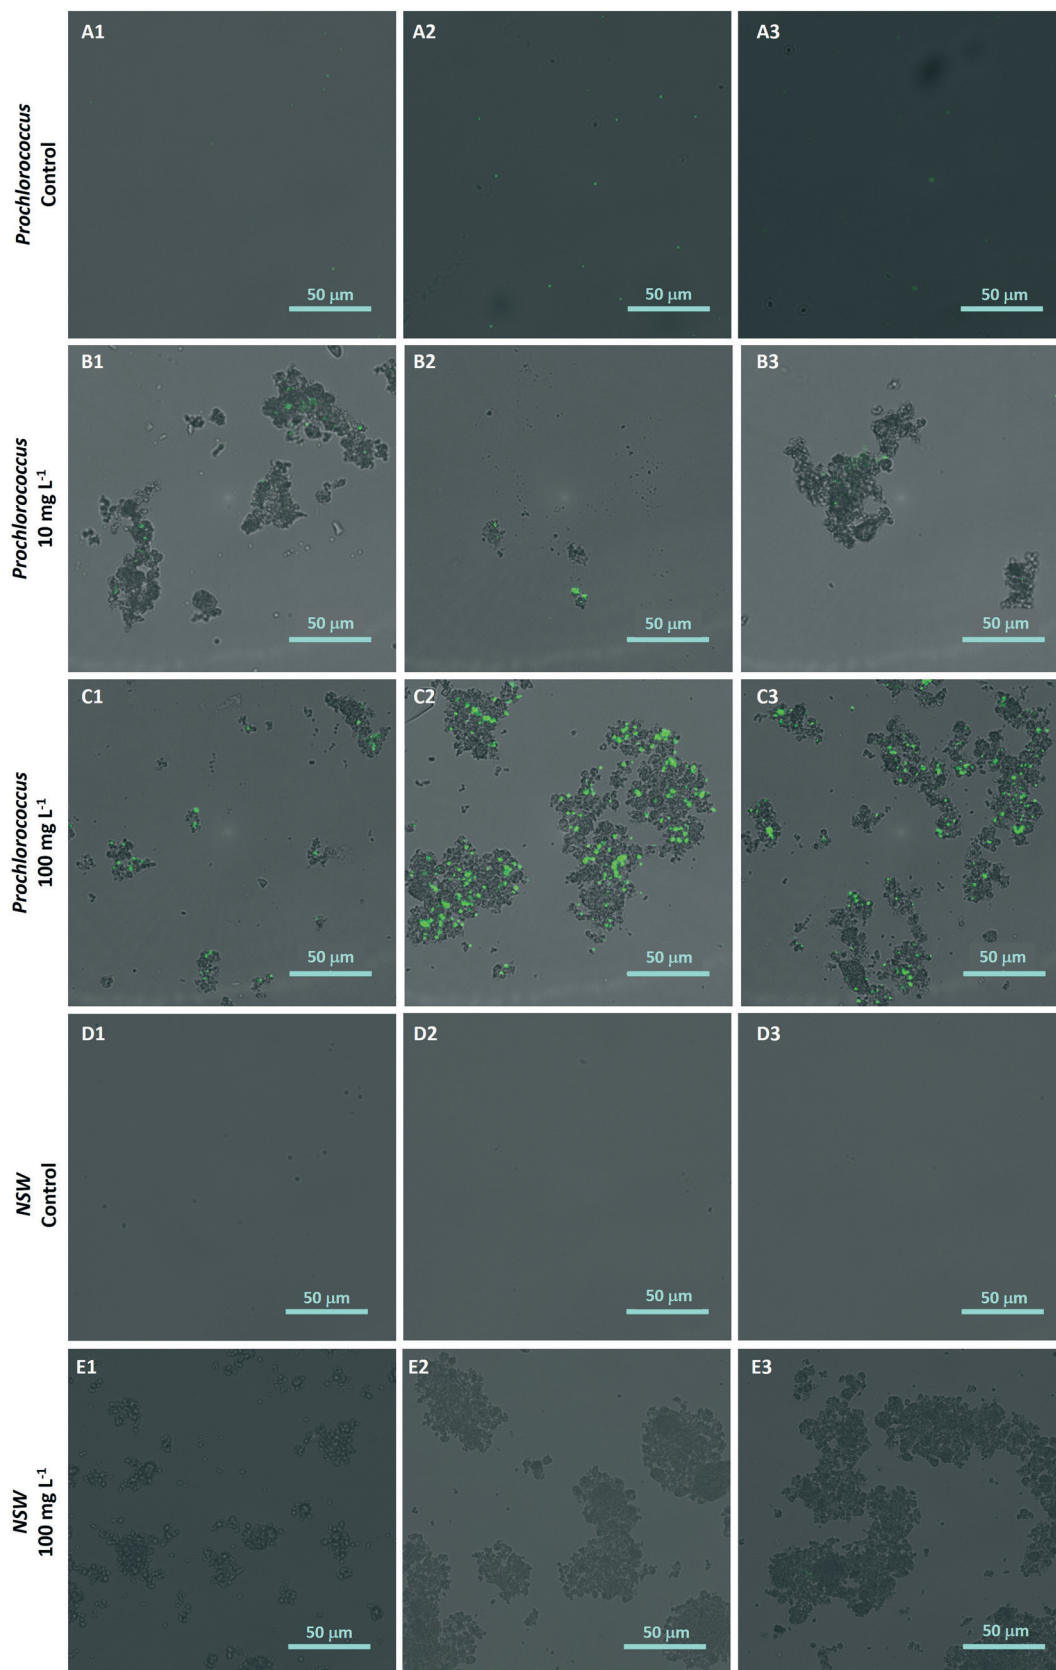 Prochlorococcus
Control
A1
50 µm
A2
50 µm
A3
50 µm
Prochlorococcus
10 mg L⁻¹
B1
50 µm
B2
50 µm
B3
50 µm
Prochlorococcus
100 mg L⁻¹
C1
50 µm
C2
50 µm
C3
50 µm
NSW
Control
D1
50 µm
D2
50 µm
D3
50 µm
NSW
100 mg L⁻¹
E1
50 µm
E2
50 µm
E3
50 µm